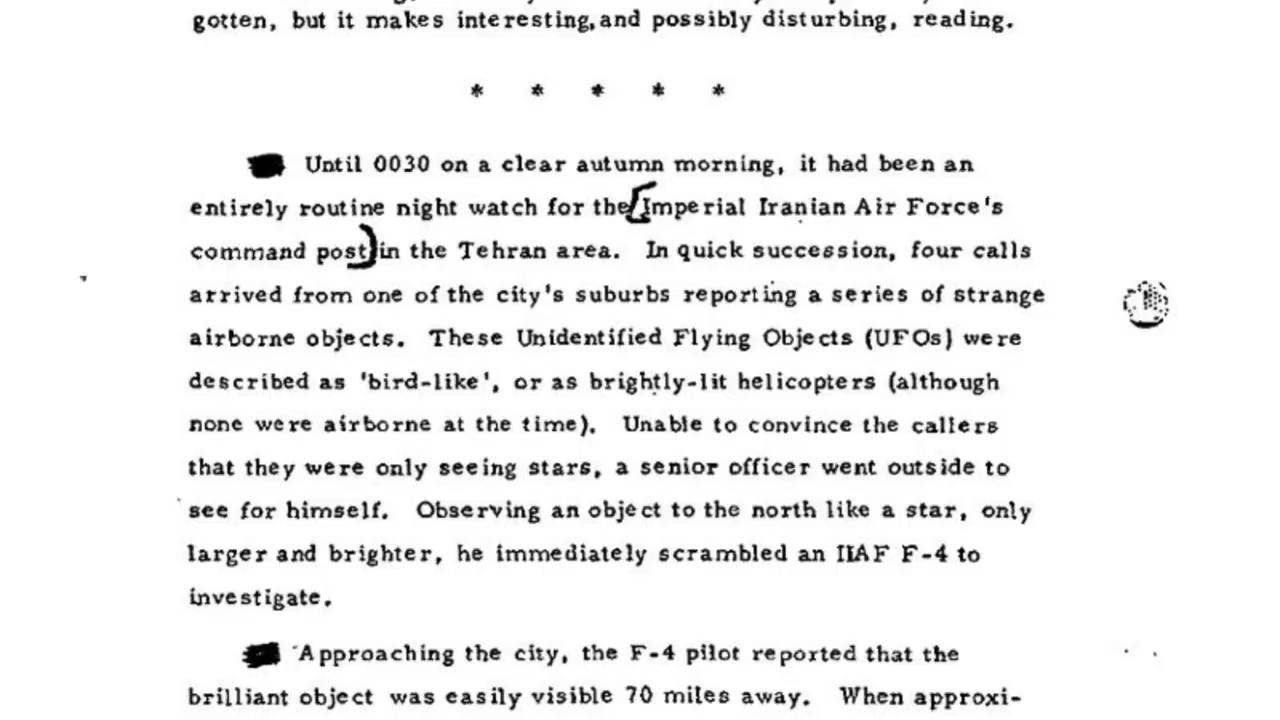 gotten, but it makes interesting, and possibly disturbing, reading.
* * * * *
Until 0030 on a clear autumn morning, it had been an
entirely routine night watch for the [Imperial Iranian Air Force's
command post] in the Tehran area. In quick succession, four calls
arrived from one of the city's suburbs reporting a series of strange
airborne objects. These Unidentified Flying Objects (UFOs) were
described as 'bird-like', or as brightly-lit helicopters (although
none were airborne at the time). Unable to convince the callers
that they were only seeing stars, a senior officer went outside to
see for himself. Observing an object to the north like a star, only
larger and brighter, he immediately scrambled an IIAF F-4 to
investigate.
Approaching the city, the F-4 pilot reported that the
brilliant object was easily visible 70 miles away. When approxi-